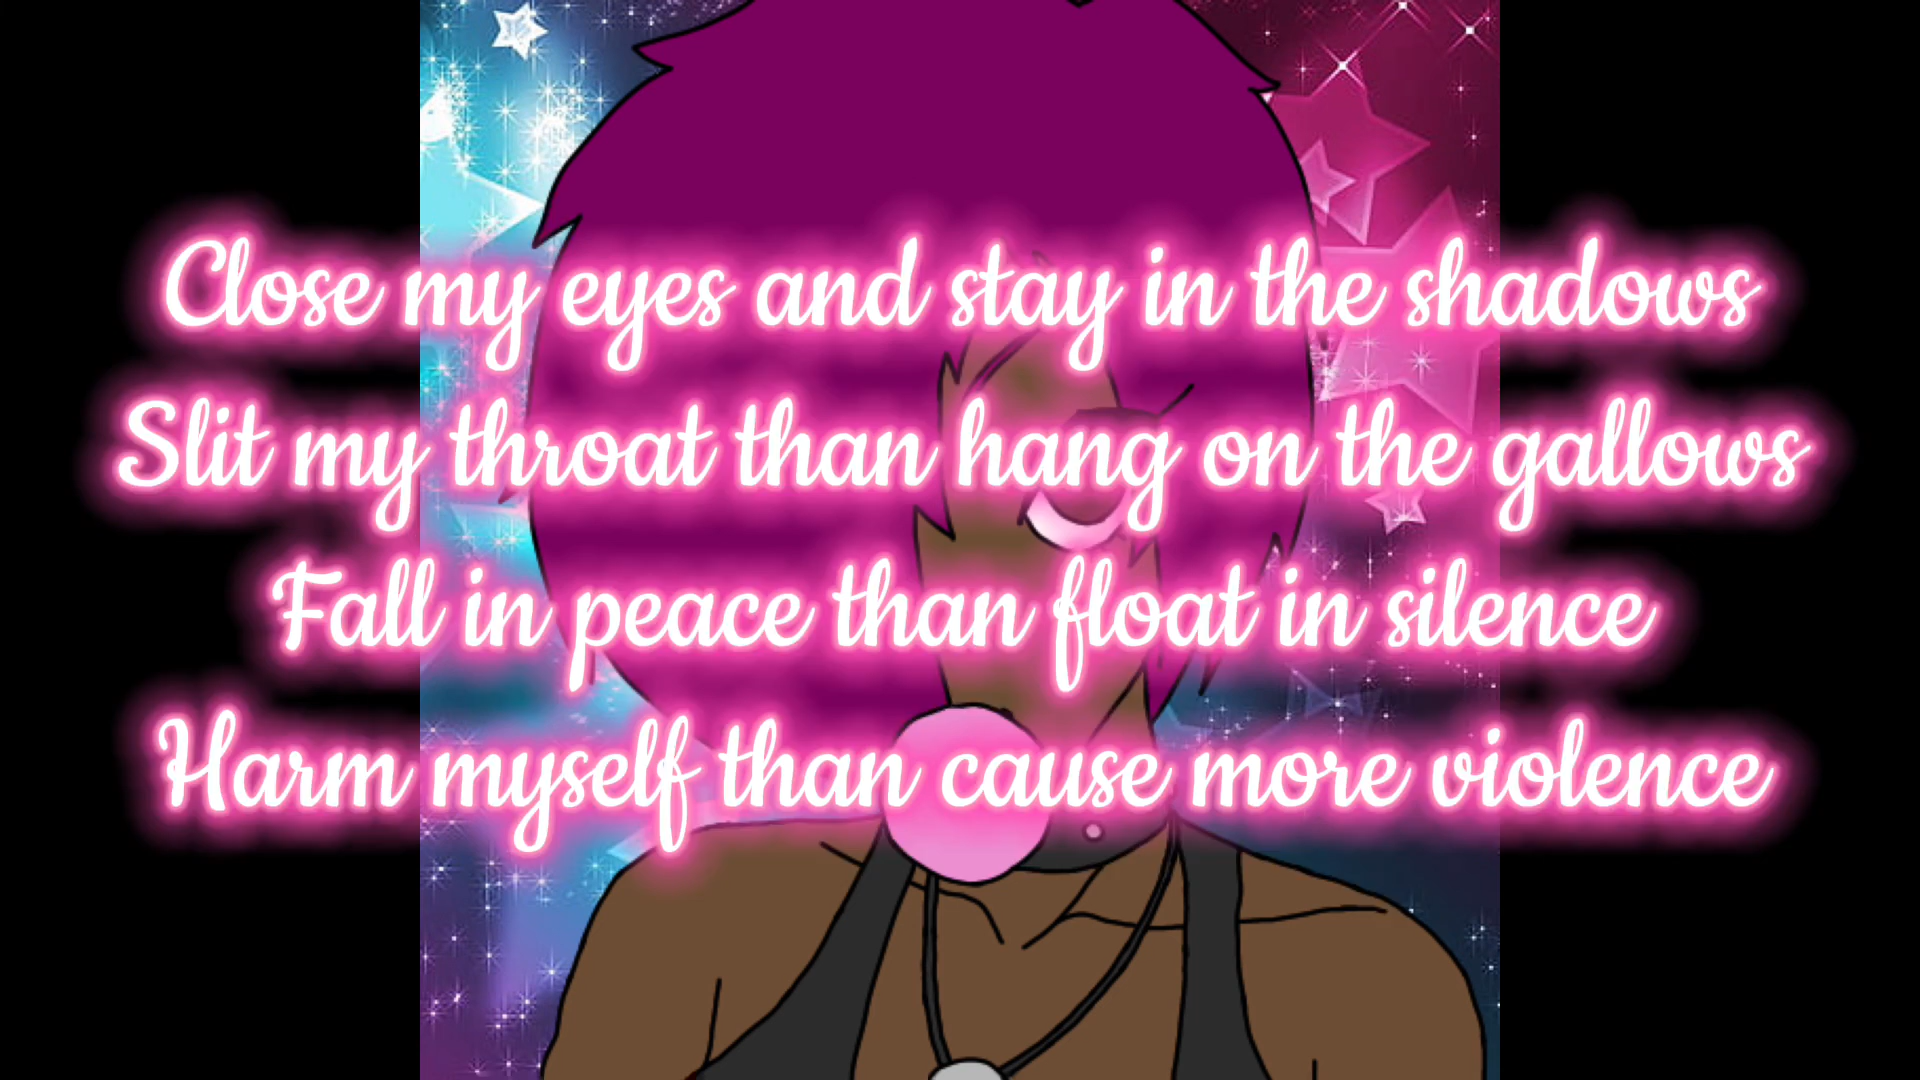 Close my eyes and stay in the shadows
Slit my throat than hang on the gallows
Fall in peace than float in silence
Harm myself than cause more violence